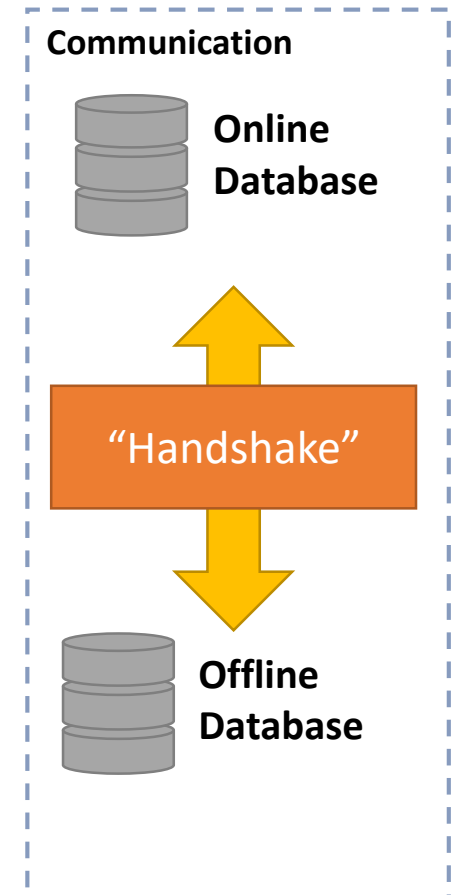 Communication
Online
Database
“Handshake”
Offline
Database